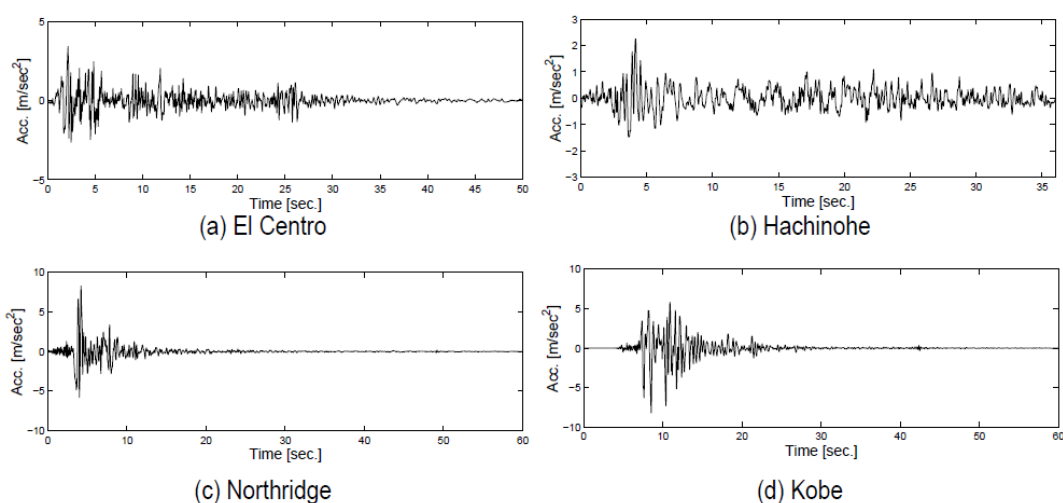 5
0
−5
Acc. [m/sec²]
0 5 10 15 20 25 30 35 40 45 50
Time [sec.]
(a) El Centro
3
2
1
0
−1
−2
−3
Acc. [m/sec²]
0 5 10 15 20 25 30 35
Time [sec.]
(b) Hachinohe
10
5
0
−5
−10
Acc. [m/sec²]
0 10 20 30 40 50 60
Time [sec.]
(c) Northridge
10
5
0
−5
−10
Acc. [m/sec²]
0 10 20 30 40 50 60
Time [sec.]
(d) Kobe